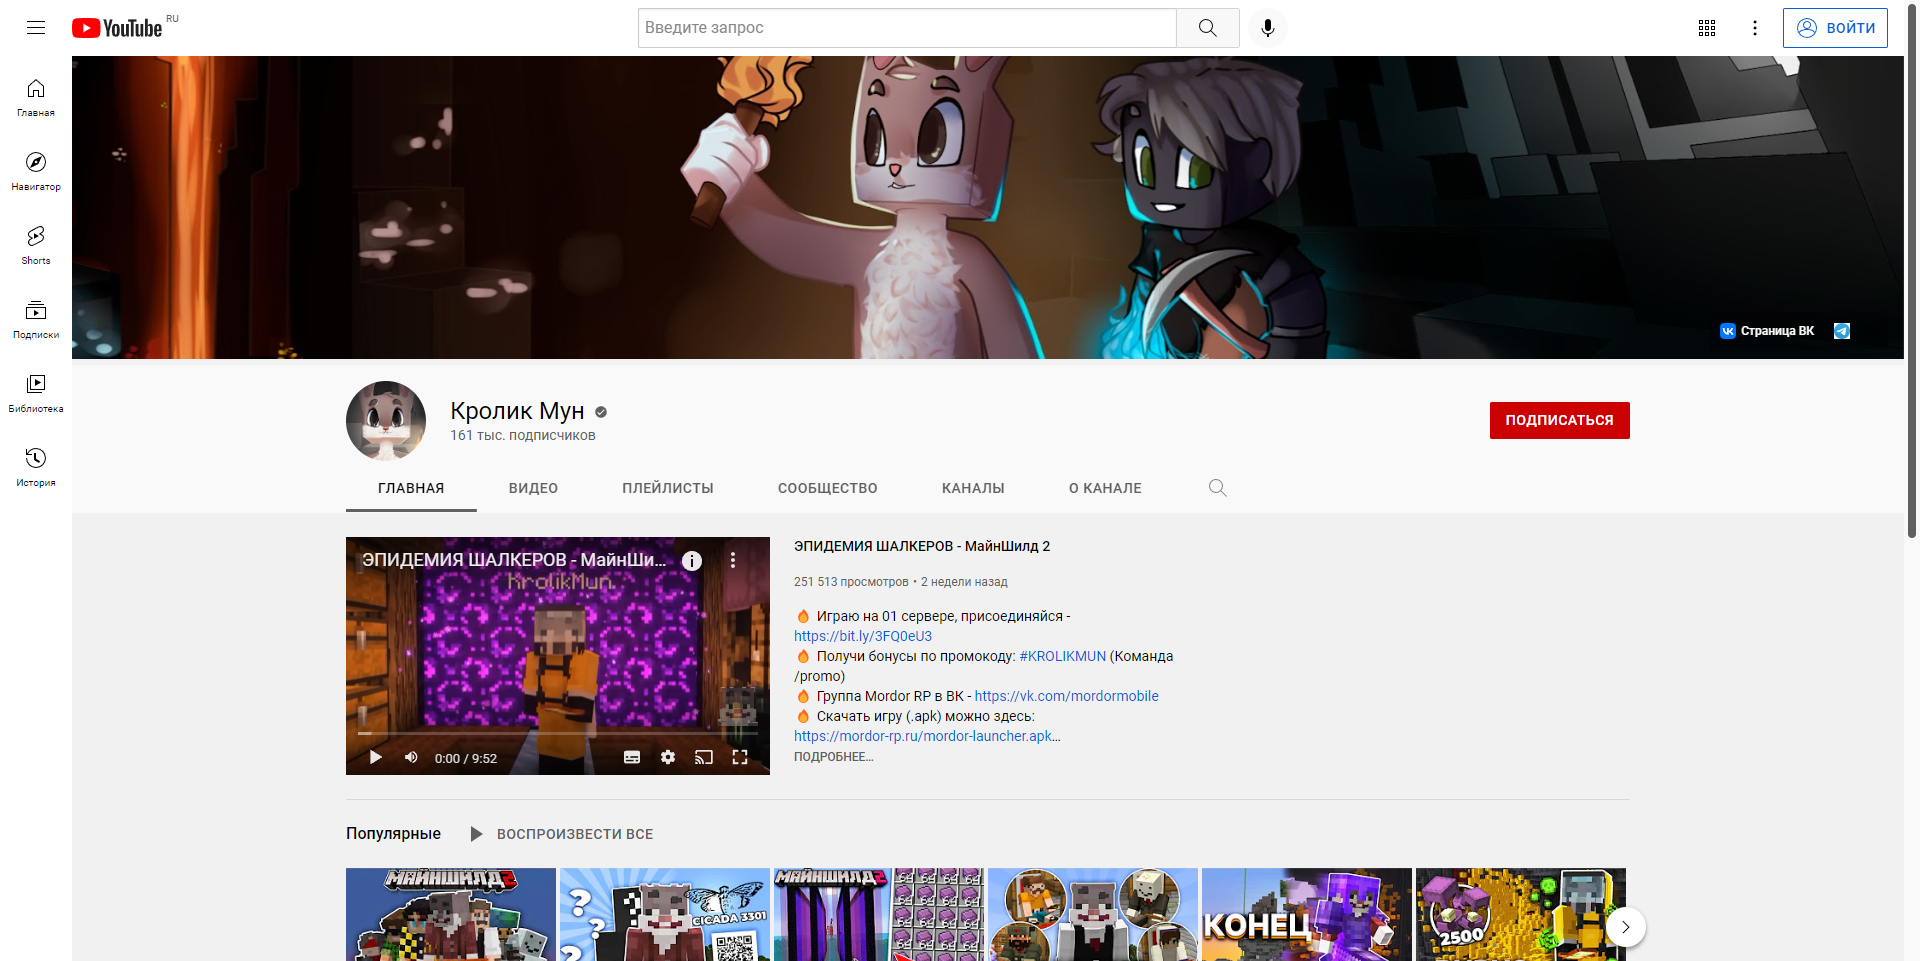 YouTube RU
Введите запрос
ВОЙТИ
Главная
Навигатор
Shorts
Подписки
Библиотека
История
Страница ВК
Кролик Мун
161 тыс. подписчиков
ПОДПИСАТЬСЯ
ГЛАВНАЯ ВИДЕО ПЛЕЙЛИСТЫ СООБЩЕСТВО КАНАЛЫ О КАНАЛЕ
ЭПИДЕМИЯ ШАЛКЕРОВ - МайнШи...
KrolikMun
0:00 / 9:52
ЭПИДЕМИЯ ШАЛКЕРОВ - МайнШилд 2
251 513 просмотров • 2 недели назад
🔥 Играю на 01 сервере, присоединяйся -
https://bit.ly/3FQ0eU3
🔥 Получи бонусы по промокоду: #KROLIKMUN (Команда
/promo)
🔥 Группа Mordor RP в ВК - https://vk.com/mordormobile
🔥 Скачать игру (.apk) можно здесь:
https://mordor-rp.ru/mordor-launcher.apk...
ПОДРОБНЕЕ...
Популярные ВОСПРОИЗВЕСТИ ВСЕ
МАЙНШИЛД 2
CICADA 3301
МАЙНШИЛД 2
КОНЕЦ
2500